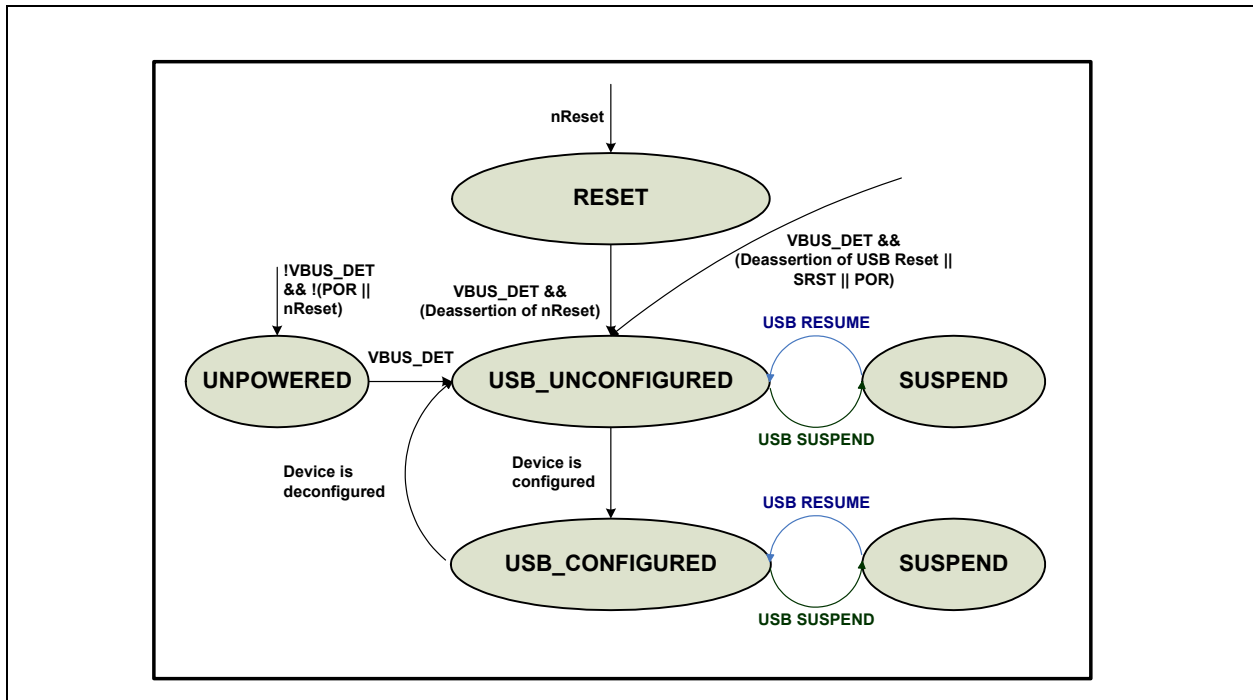 nReset
RESET
VBUS_DET &&
(Deassertion of USB Reset ||
SRST || POR)
!VBUS_DET
&& !(POR ||
nReset)
VBUS_DET &&
(Deassertion of nReset)
USB RESUME
VBUS_DET
UNPOWERED
USB_UNCONFIGURED
SUSPEND
USB SUSPEND
Device is
deconfigured
Device is
configured
USB RESUME
USB_CONFIGURED
SUSPEND
USB SUSPEND